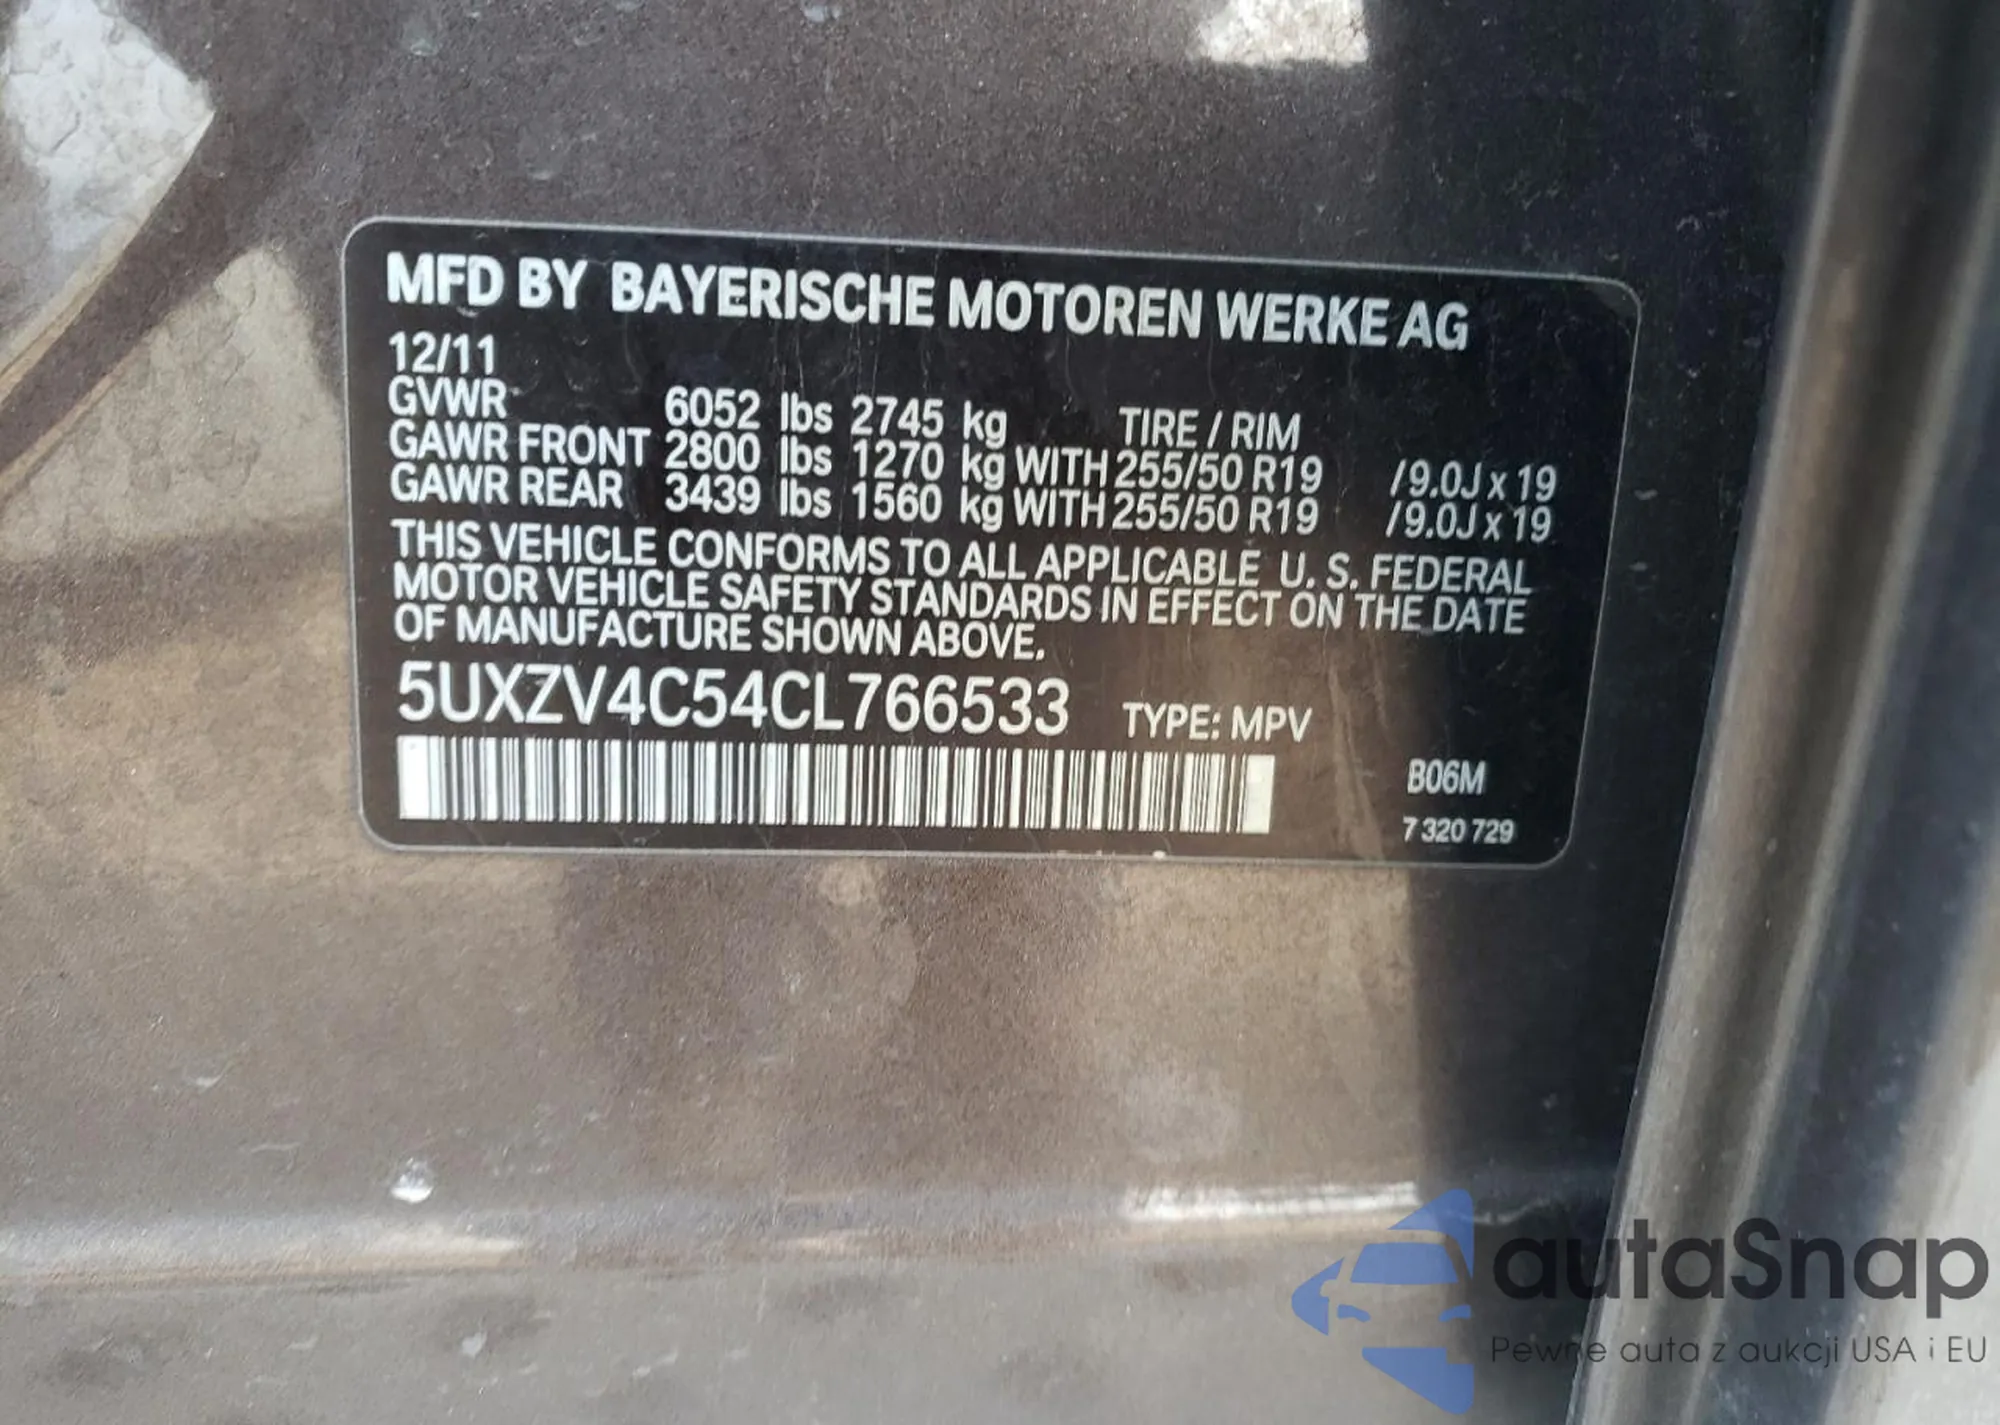 MFD BY BAYERISCHE MOTOREN WERKE AG
12/11
GVWR 6052 lbs 2745 kg TIRE / RIM
GAWR FRONT 2800 lbs 1270 kg WITH 255/50 R19 /9.0J x 19
GAWR REAR 3439 lbs 1560 kg WITH 255/50 R19 /9.0J x 19
THIS VEHICLE CONFORMS TO ALL APPLICABLE U. S. FEDERAL
MOTOR VEHICLE SAFETY STANDARDS IN EFFECT ON THE DATE
OF MANUFACTURE SHOWN ABOVE.
5UXZV4C54CL766533 TYPE: MPV
B06M
7 320 729
autaSnap
Pewne auta z aukcji USA i EU